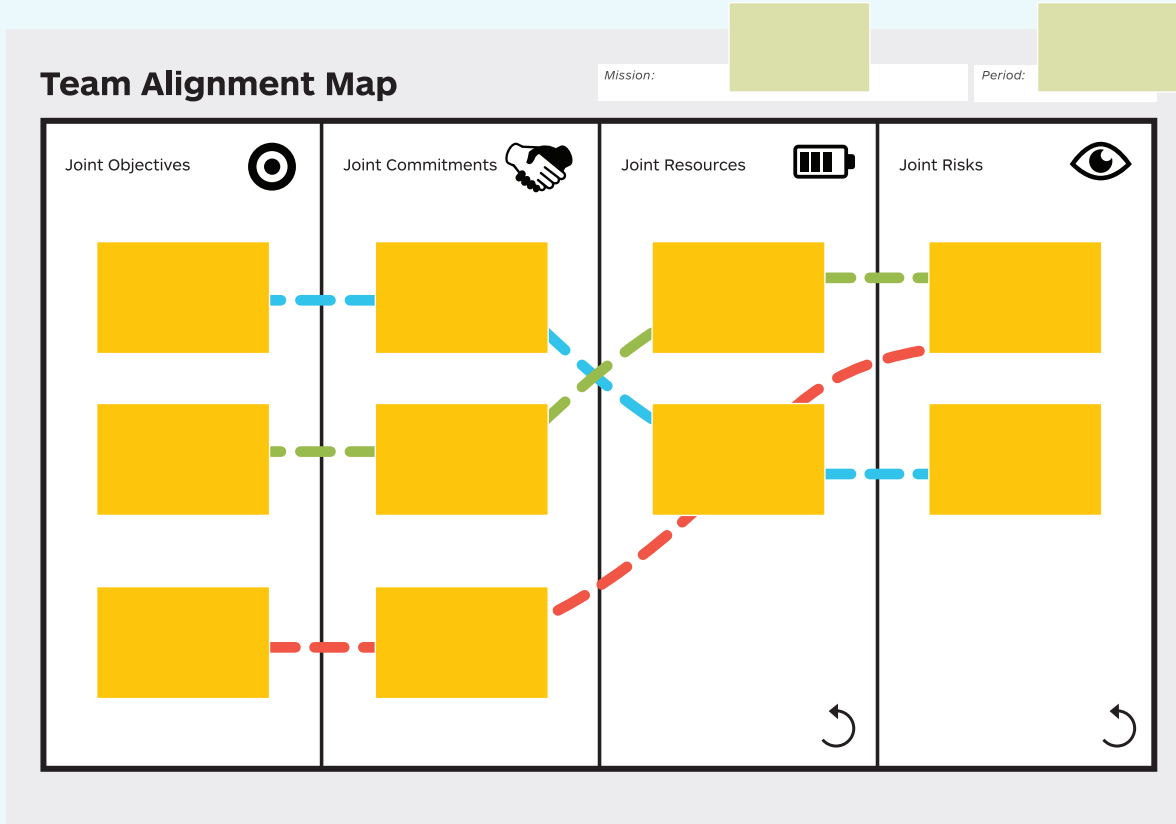 Team Alignment Map
Mission:
Period:
Joint Objectives
Joint Commitments
Joint Resources
Joint Risks